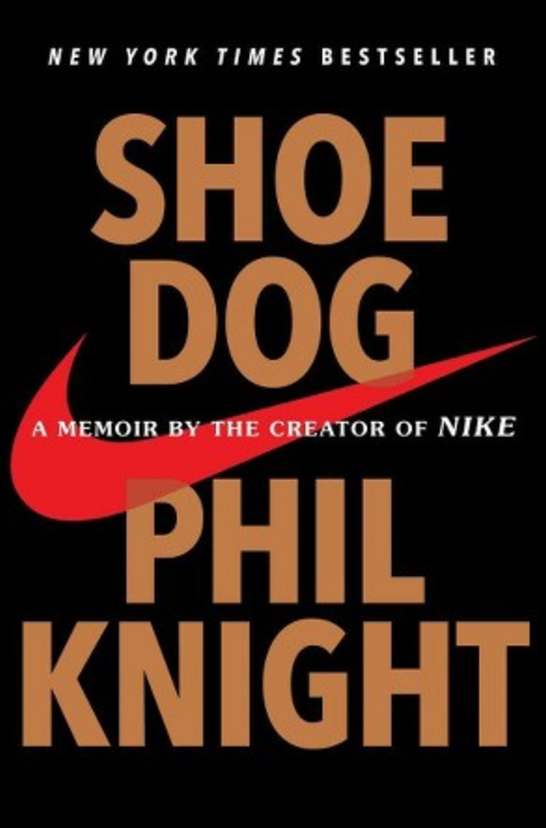 NEW YORK TIMES BESTSELLER
SHOE
DOG
A MEMOIR BY THE CREATOR OF NIKE
PHIL
KNIGHT